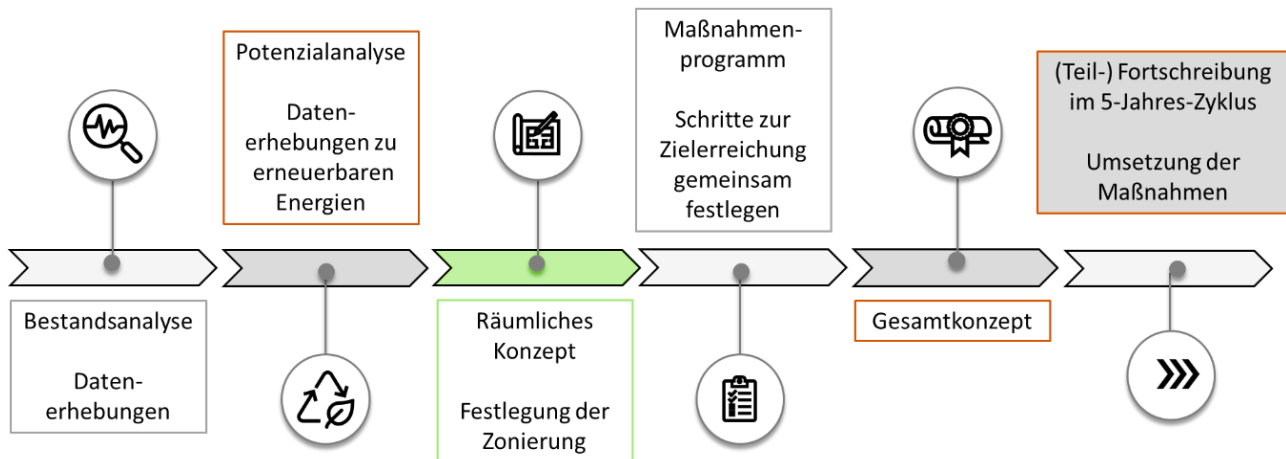 Bestandsanalyse
Daten-
erhebungen
Potenzialanalyse
Daten-
erhebungen zu
erneuerbaren
Energien
Räumliches
Konzept
Festlegung der
Zonierung
Maßnahmen-
programm
Schritte zur
Zielerreichung
gemeinsam
festlegen
Gesamtkonzept
(Teil-) Fortschreibung
im 5-Jahres-Zyklus
Umsetzung der
Maßnahmen